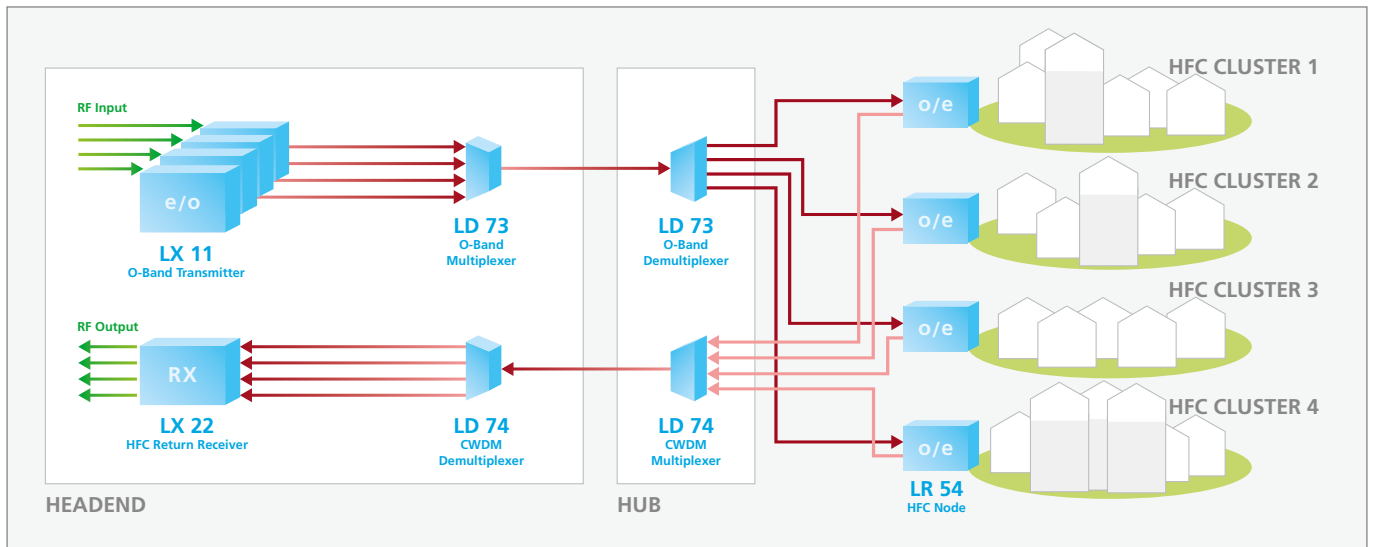 RF Input
e/o
LX 11
O-Band Transmitter
LD 73
O-Band
Multiplexer
LD 73
O-Band
Demultiplexer
RF Output
RX
LX 22
HFC Return Receiver
LD 74
CWDM
Demultiplexer
LD 74
CWDM
Multiplexer
HEADEND
HUB
o/e
HFC CLUSTER 1
o/e
HFC CLUSTER 2
o/e
HFC CLUSTER 3
o/e
HFC CLUSTER 4
LR 54
HFC Node